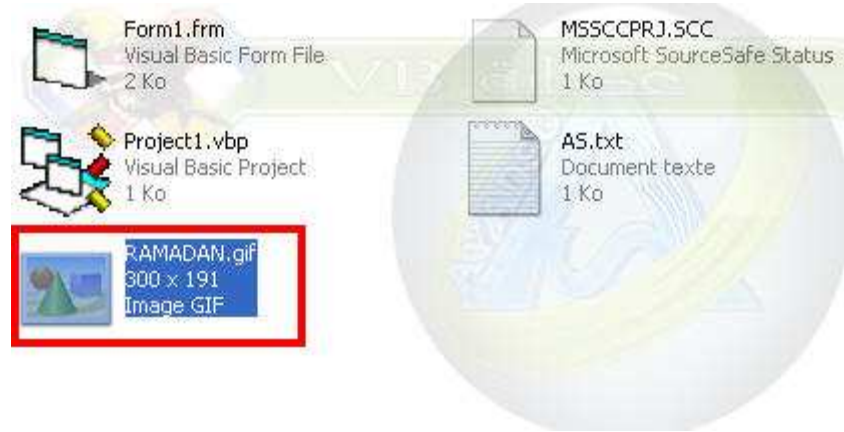 Form1.frm
Visual Basic Form File
2 Ko
MSSCCPRJ.SCC
Microsoft SourceSafe Status
1 Ko
Project1.vbp
Visual Basic Project
1 Ko
AS.txt
Document texte
1 Ko
RAMADAN.gif
300 x 191
Image GIF